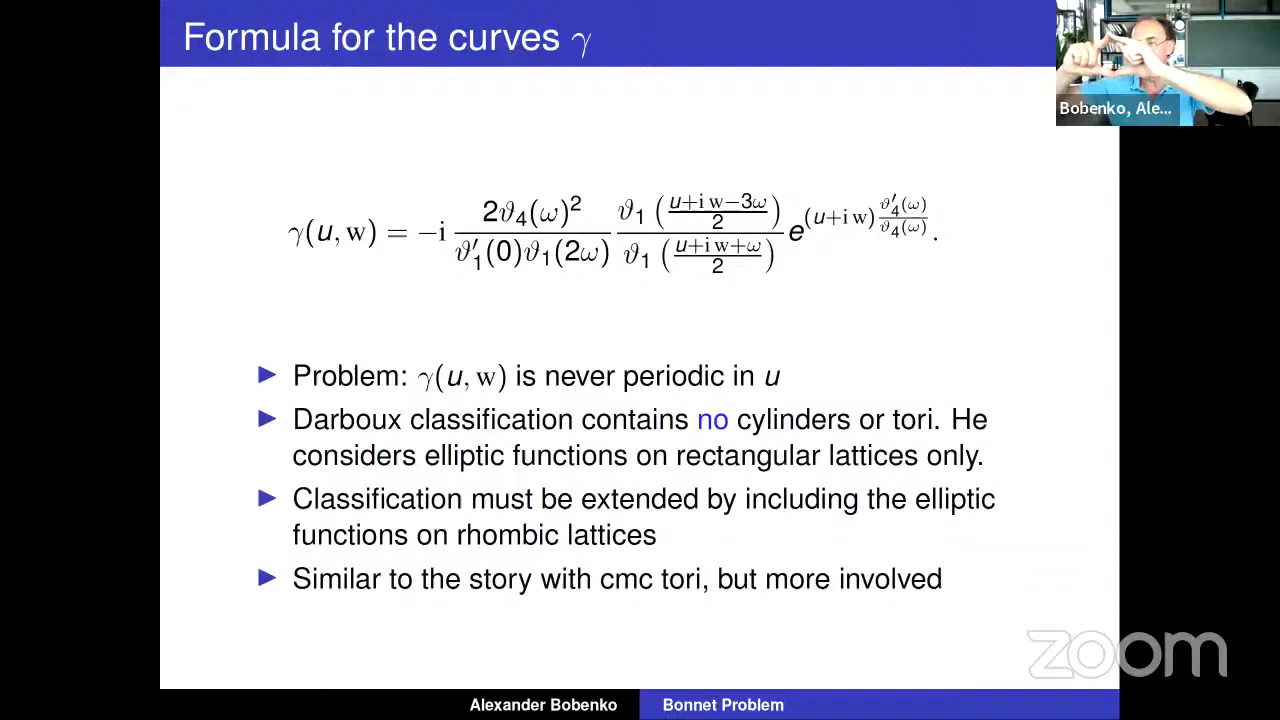 Formula for the curves γ
Bobenko, Ale...
γ(u, w) = −i 2ϑ₄(ω)² / ϑ′₁(0)ϑ₁(2ω) ϑ₁((u+i w−3ω)/2) / ϑ₁((u+i w+ω)/2) e^{(u+i w) ϑ′₄(ω)/ϑ₄(ω)}.
▶ Problem: γ(u, w) is never periodic in u
▶ Darboux classification contains no cylinders or tori. He
considers elliptic functions on rectangular lattices only.
▶ Classification must be extended by including the elliptic
functions on rhombic lattices
▶ Similar to the story with cmc tori, but more involved
zoom
Alexander Bobenko Bonnet Problem